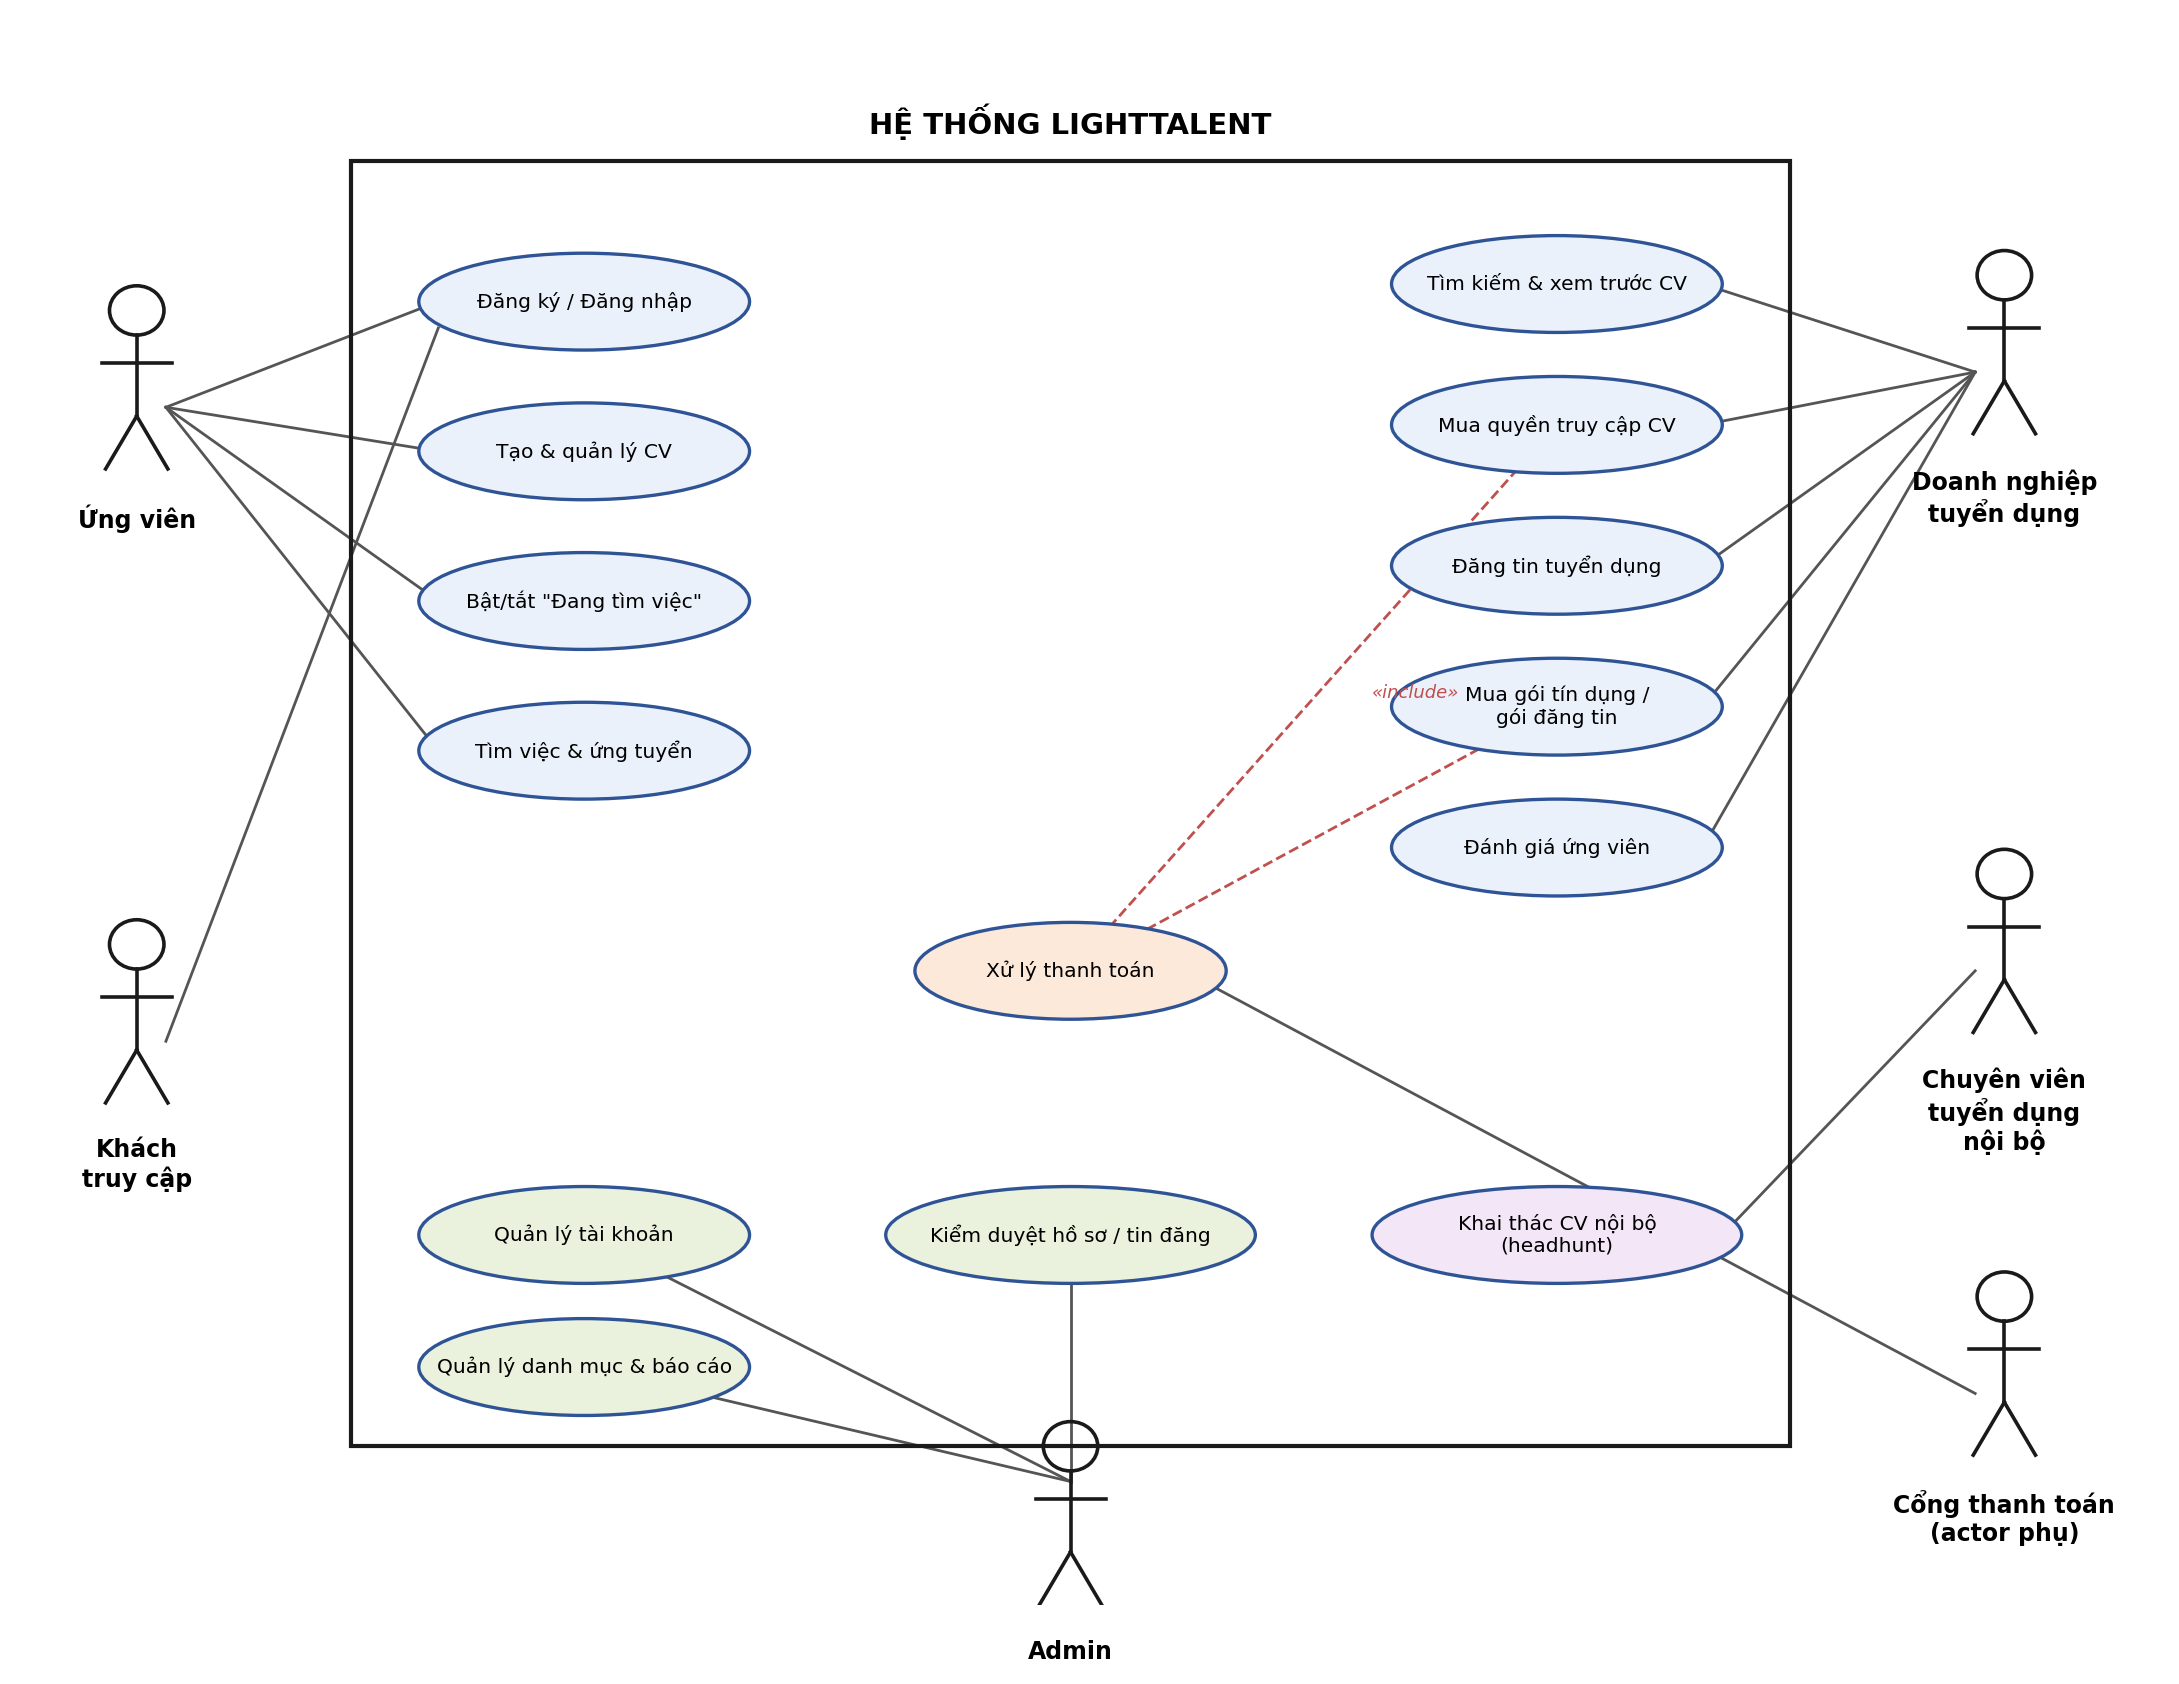 HỆ THỐNG LIGHTTALENT
Đăng ký / Đăng nhập
Tạo & quản lý CV
Bật/tắt "Đang tìm việc"
Tìm việc & ứng tuyển
Tìm kiếm & xem trước CV
Mua quyền truy cập CV
Đăng tin tuyển dụng
«include»
Mua gói tín dụng /
gói đăng tin
Đánh giá ứng viên
Xử lý thanh toán
Quản lý tài khoản
Kiểm duyệt hồ sơ / tin đăng
Khai thác CV nội bộ
(headhunt)
Quản lý danh mục & báo cáo
Ứng viên
Khách
truy cập
Doanh nghiệp
tuyển dụng
Chuyên viên
tuyển dụng
nội bộ
Cổng thanh toán
(actor phụ)
Admin